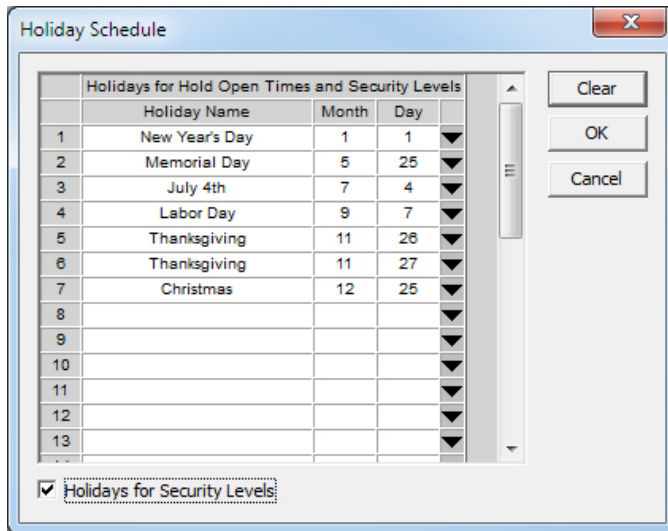 Holiday Schedule
Holidays for Hold Open Times and Security Levels
Holiday Name Month Day
1 New Year's Day 1 1
2 Memorial Day 5 25
3 July 4th 7 4
4 Labor Day 9 7
5 Thanksgiving 11 26
6 Thanksgiving 11 27
7 Christmas 12 25
8
9
10
11
12
13
Clear
OK
Cancel
Holidays for Security Levels